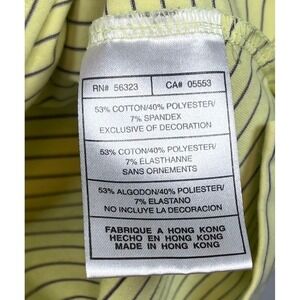 RN# 56323 CA# 05553
53% COTTON/40% POLYESTER/
7% SPANDEX
EXCLUSIVE OF DECORATION
53% COTON/40% POLYESTER/
7% ÉLASTHANNE
SANS ORNEMENTS
53% ALGODON/40% POLIESTER/
7% ELASTANO
NO INCLUYE LA DECORACION
FABRIQUE A HONG KONG
HECHO EN HONG KONG
MADE IN HONG KONG